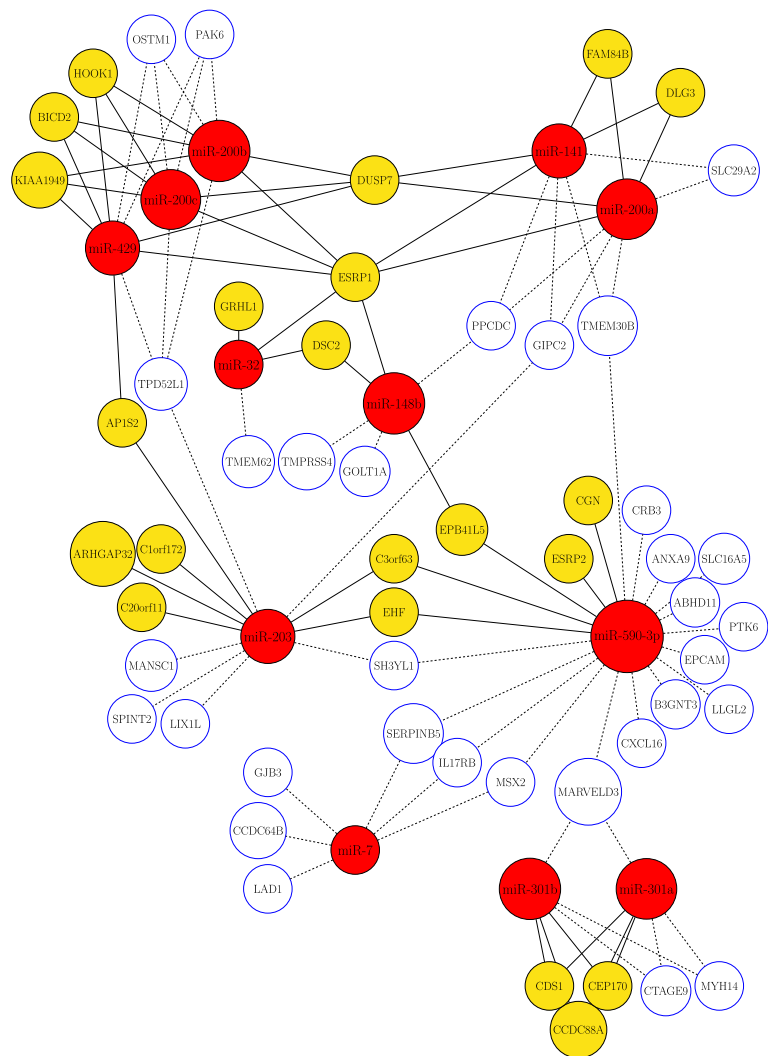 PAK6
OSTM1
FAM84B
HOOK1
DLG3
BICD2
miR-200b
miR-141
SLC29A2
KIAA1949
DUSP7
miR-200c
miR-200a
miR-429
ESRP1
GRHL1
PPCDC
TMEM30B
DSC2
GIPC2
miR-32
TPD52L1
miR-148b
AP1S2
TMEM62
TMPRSS4
GOLT1A
CGN
CRB3
EPB41L5
C1orf172
ARHGAP32
C3orf63
ESRP2
ANXA9
SLC16A5
ABHD11
C20orf11
EHF
PTK6
miR-203
miR-590-3p
EPCAM
MANSC1
SH3YL1
B3GNT3
LLGL2
SPINT2
LIX1L
SERPINB5
CXCL16
IL17RB
GJB3
MSX2
MARVELD3
CCDC64B
miR-7
LAD1
miR-301b
miR-301a
CDS1
CEP170
CTAGE9
MYH14
CCDC88A